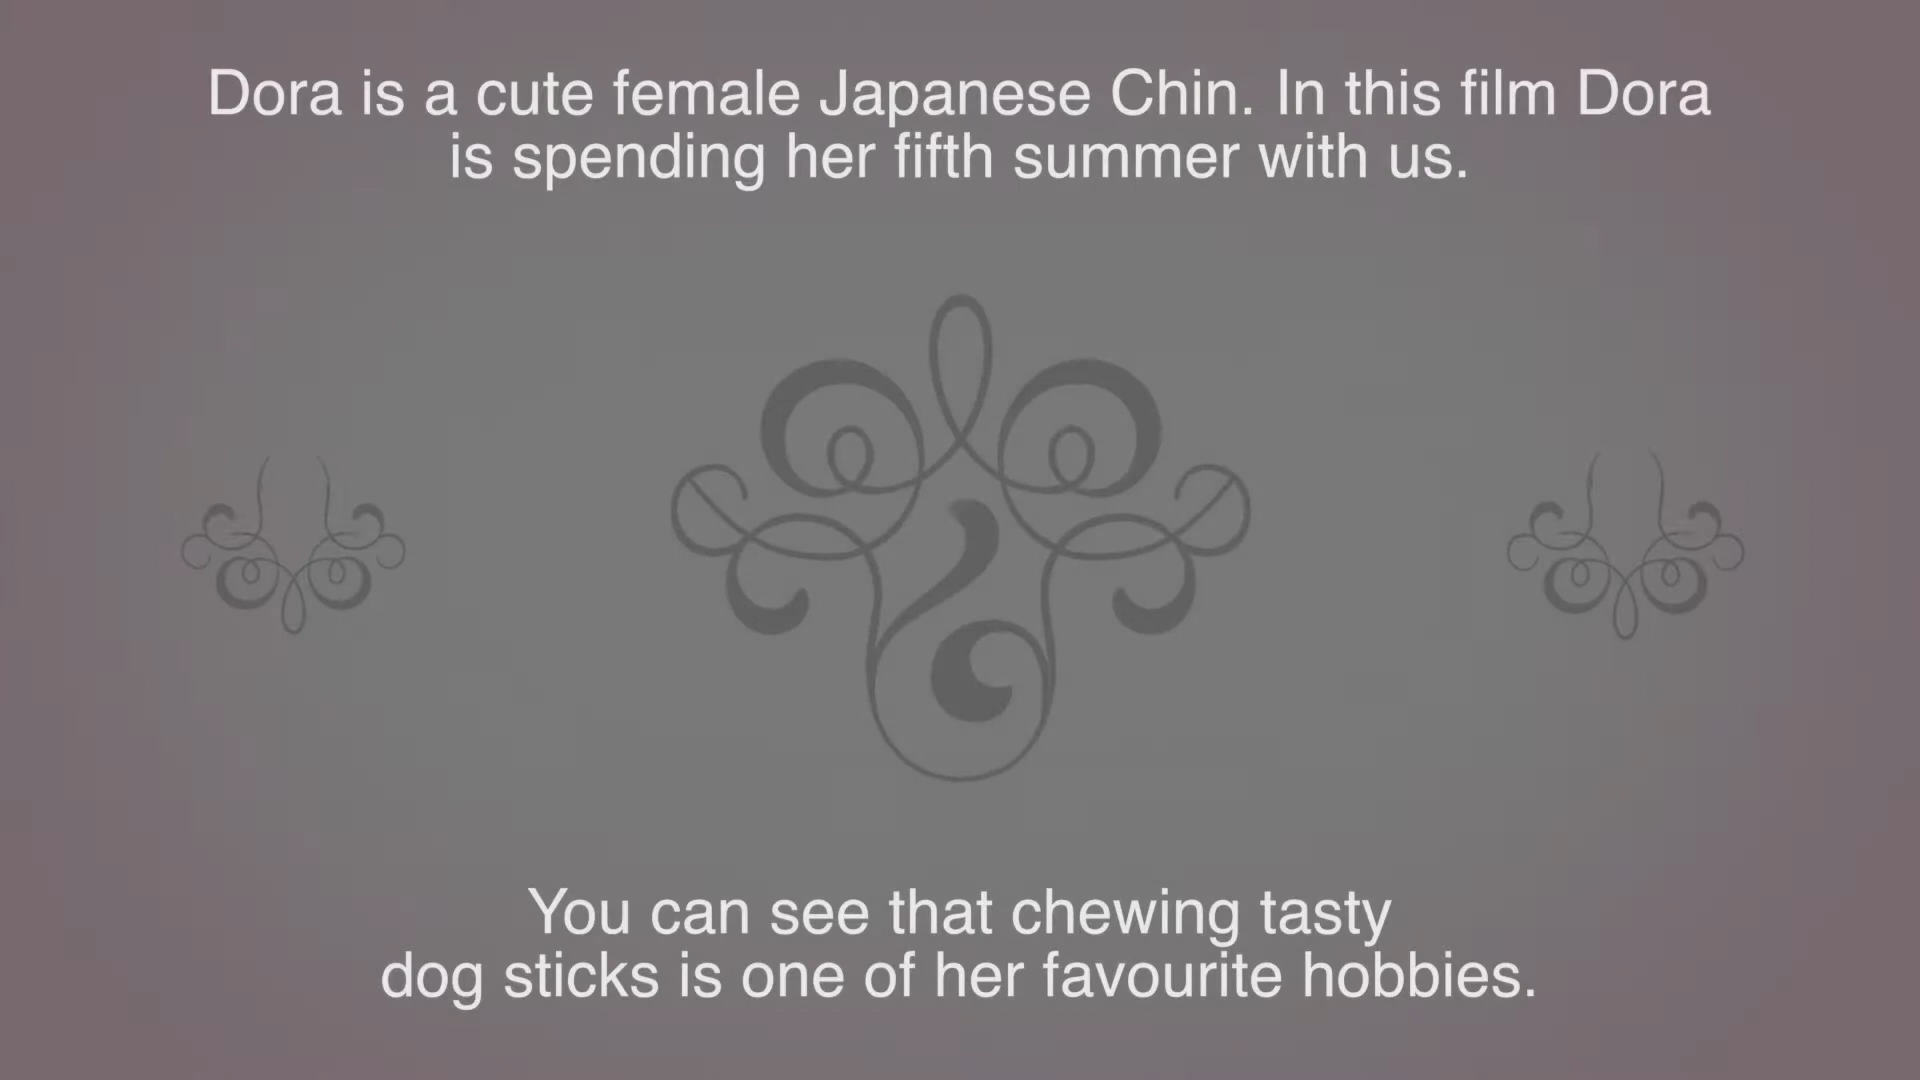 Dora is a cute female Japanese Chin. In this film Dora
is spending her fifth summer with us.
You can see that chewing tasty
dog sticks is one of her favourite hobbies.